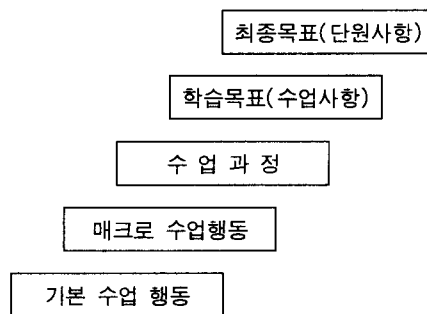 최종목표(단원사항)
학습목표(수업사항)
수 업 과 정
매크로 수업행동
기본 수업 행동